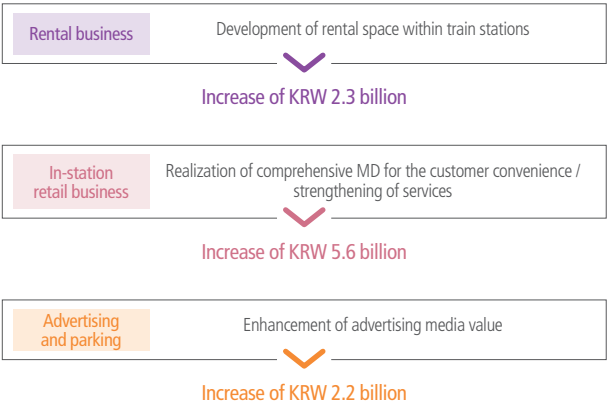 Rental business
Development of rental space within train stations
Increase of KRW 2.3 billion
In-station
retail business
Realization of comprehensive MD for the customer convenience /
strengthening of services
Increase of KRW 5.6 billion
Advertising
and parking
Enhancement of advertising media value
Increase of KRW 2.2 billion